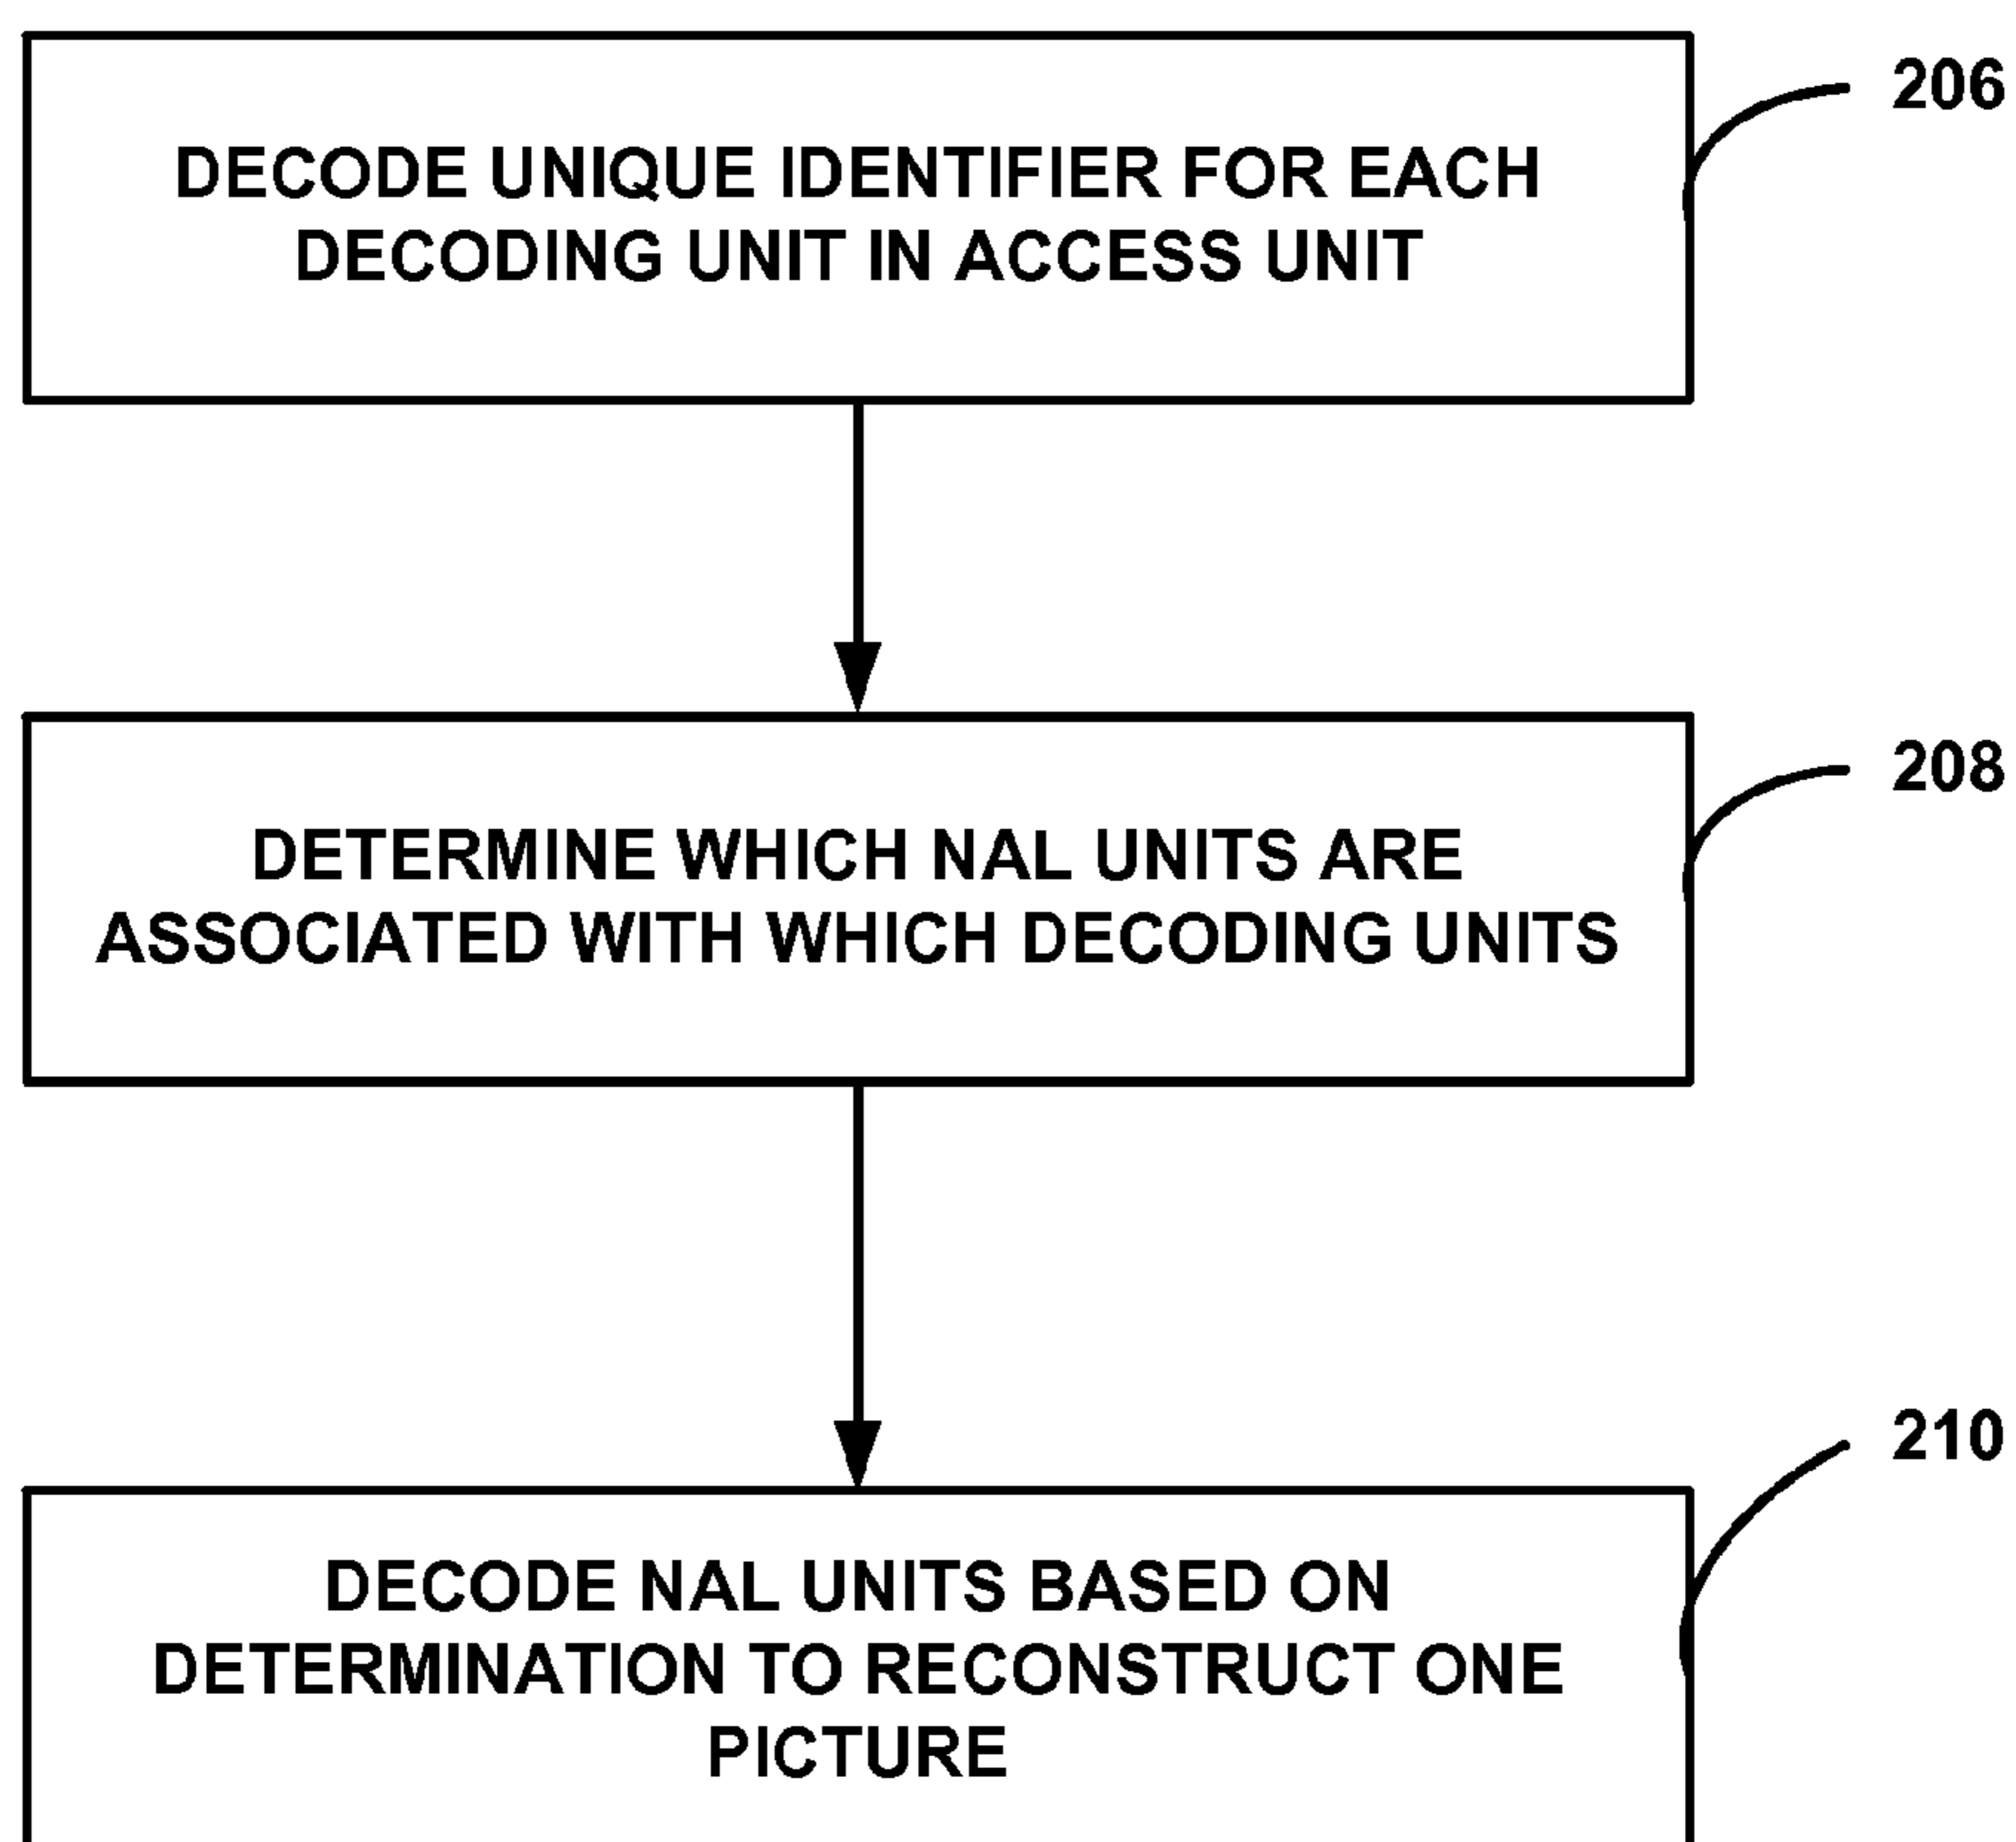 206
DECODE UNIQUE IDENTIFIER FOR EACH
DECODING UNIT IN ACCESS UNIT
208
DETERMINE WHICH NAL UNITS ARE
ASSOCIATED WITH WHICH DECODING UNITS
210
DECODE NAL UNITS BASED ON
DETERMINATION TO RECONSTRUCT ONE
PICTURE